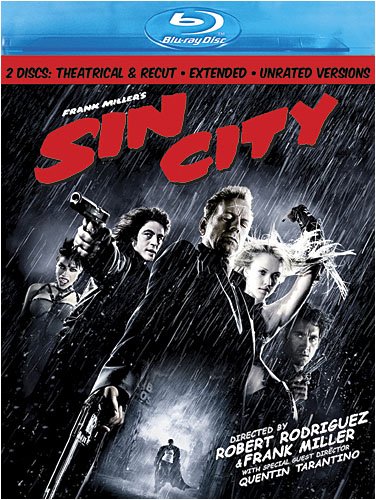 Blu-ray Disc
2 DISCS: THEATRICAL & RECUT • EXTENDED • UNRATED VERSIONS
FRANK MILLER'S
SIN
CITY
DIRECTED BY
ROBERT RODRIGUEZ
& FRANK MILLER
WITH SPECIAL GUEST DIRECTOR
QUENTIN TARANTINO